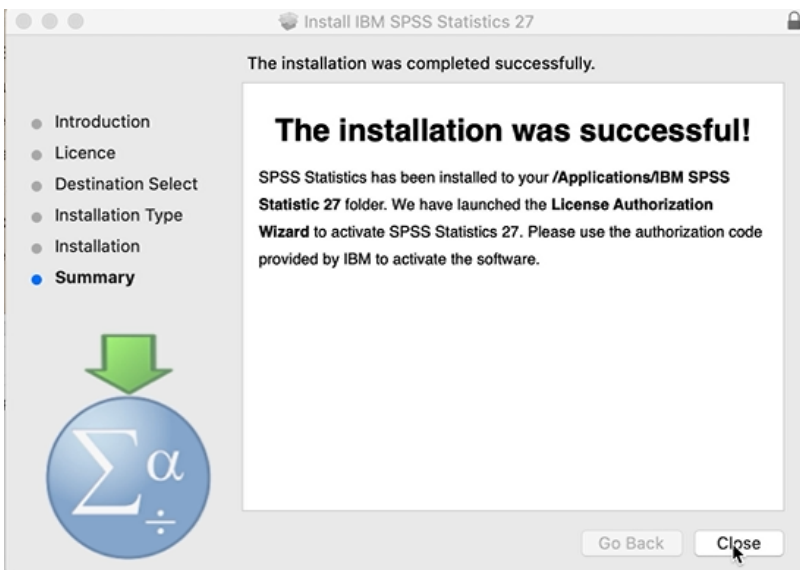 Install IBM SPSS Statistics 27
The installation was completed successfully.
Introduction
Licence
Destination Select
Installation Type
Installation
Summary
The installation was successful!
SPSS Statistics has been installed to your /Applications/IBM SPSS
Statistic 27 folder. We have launched the License Authorization
Wizard to activate SPSS Statistics 27. Please use the authorization code
provided by IBM to activate the software.
Σα
÷
Go Back
Close